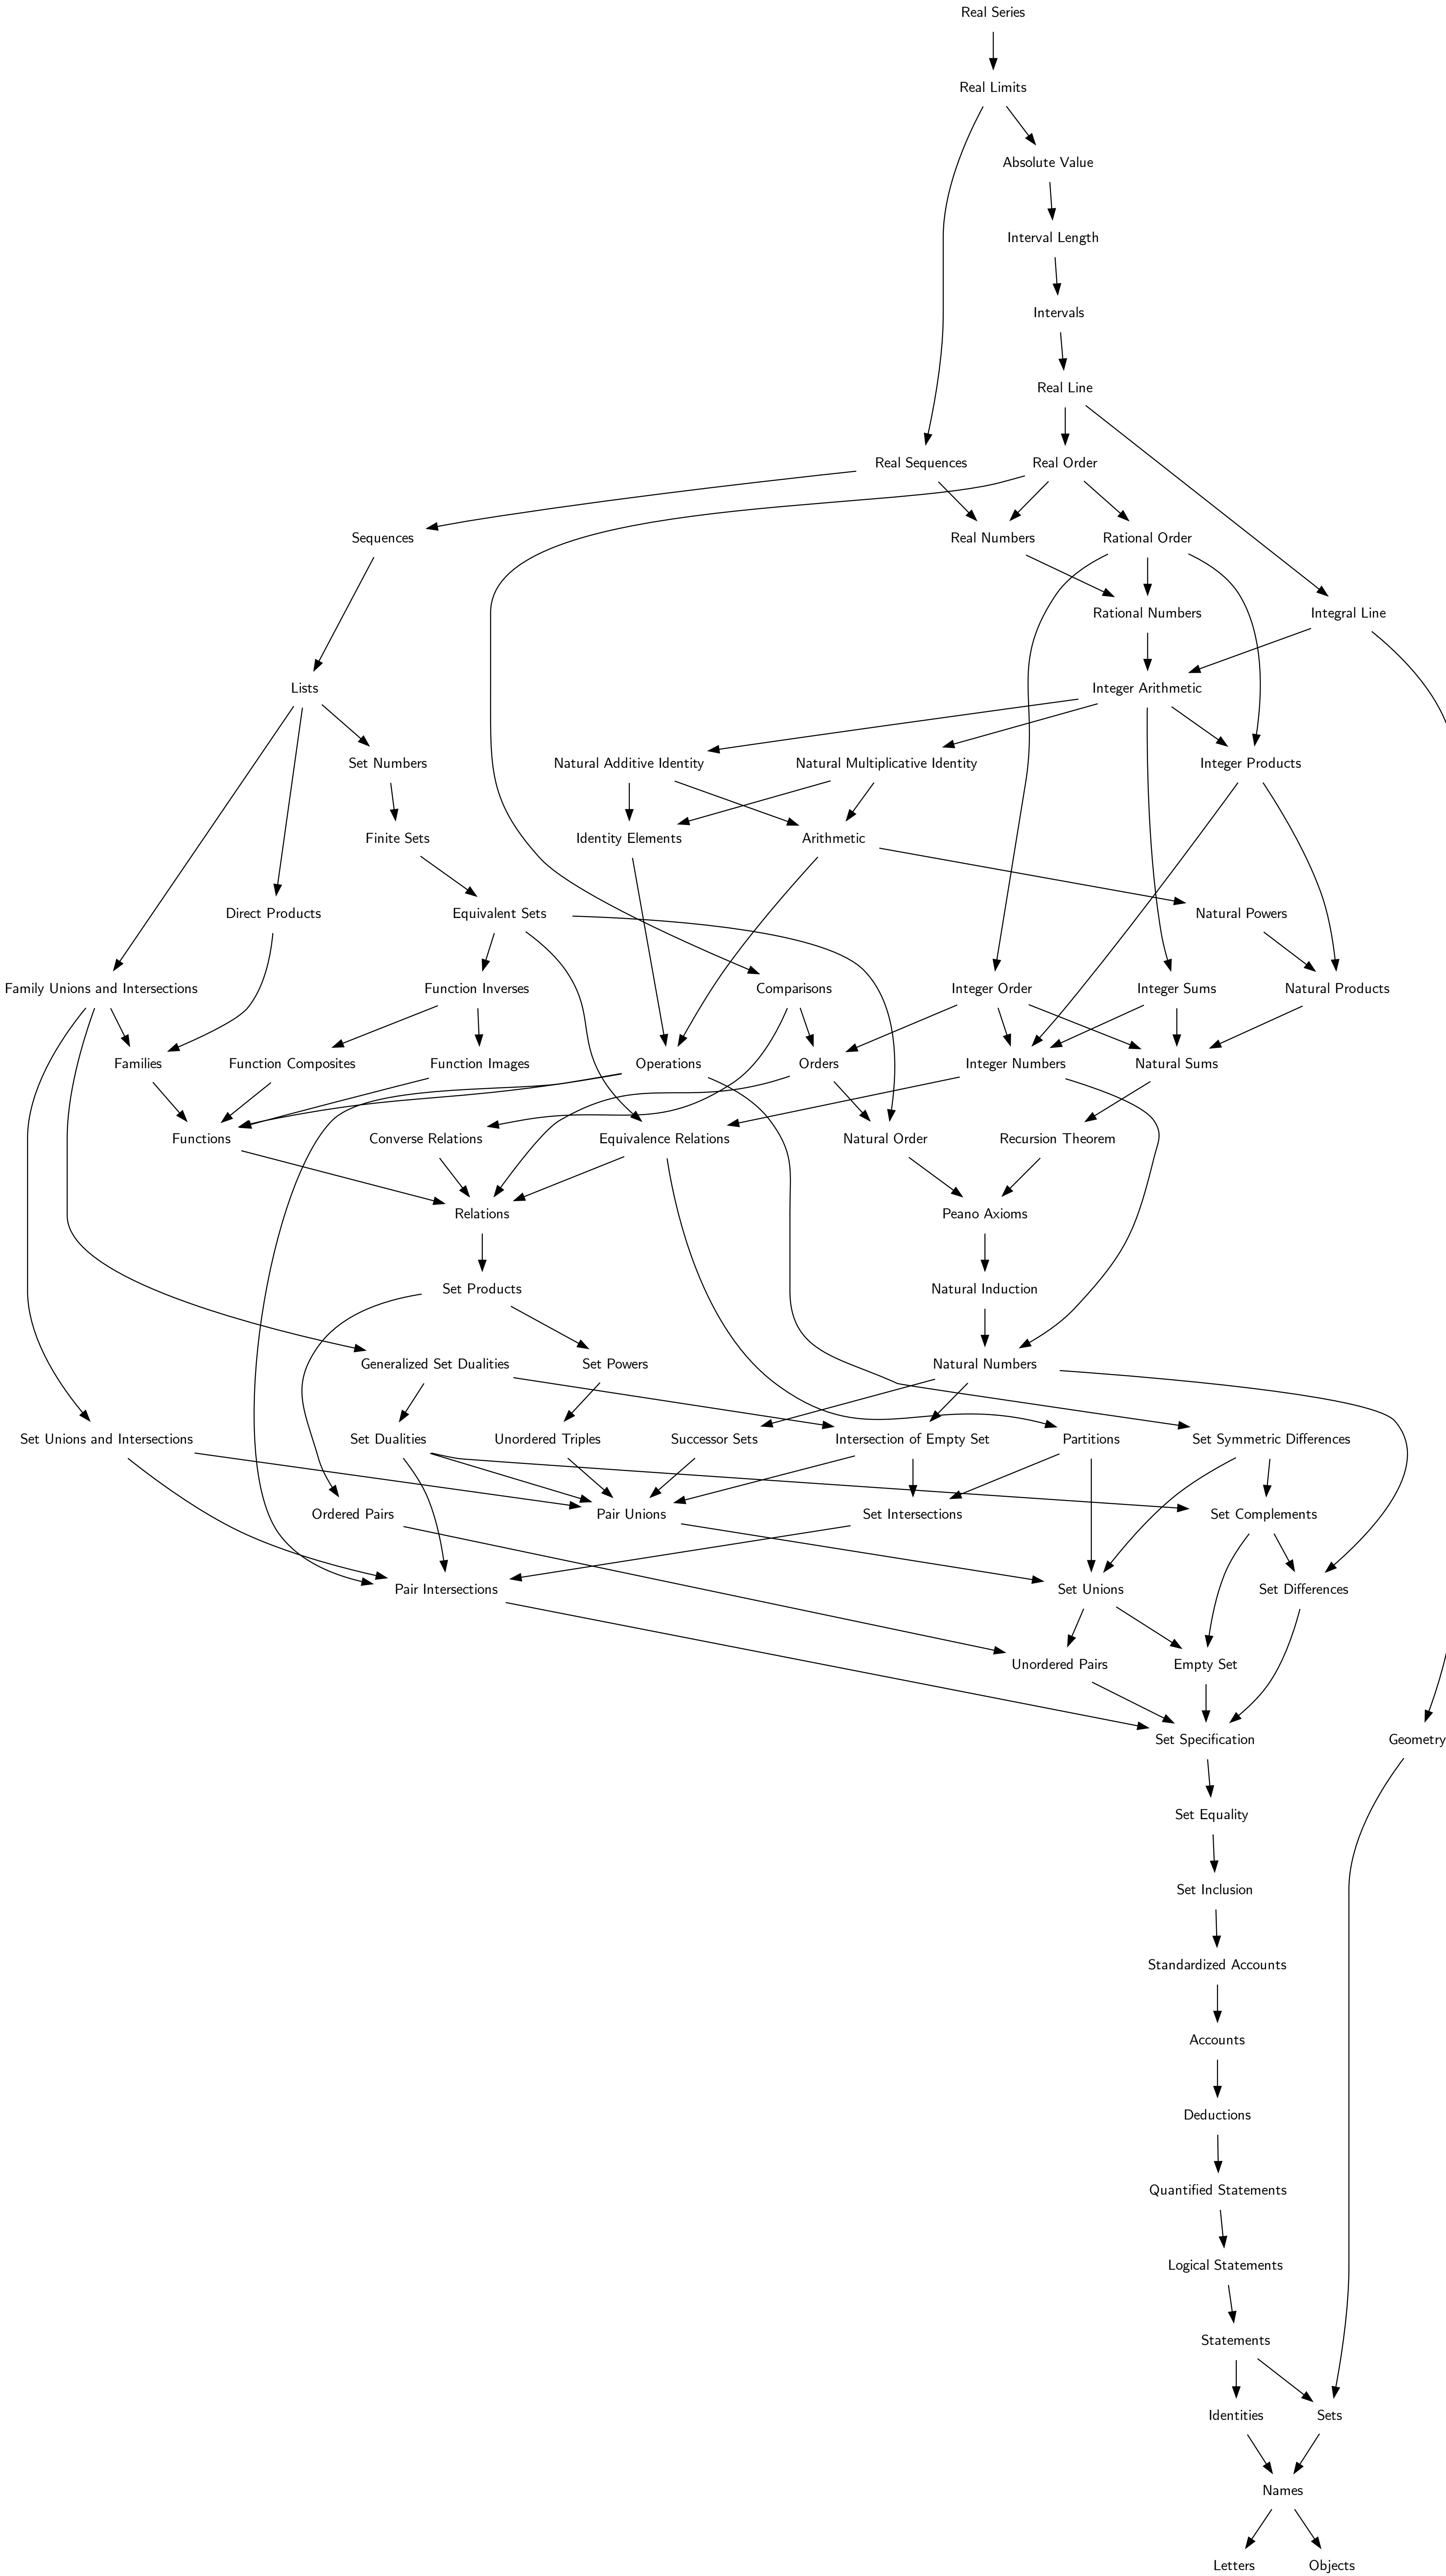 Real Series
Real Limits
Absolute Value
Interval Length
Intervals
Real Line
Real Sequences
Real Order
Sequences
Real Numbers
Rational Order
Rational Numbers
Integral Line
Lists
Integer Arithmetic
Set Numbers
Natural Additive Identity
Natural Multiplicative Identity
Integer Products
Finite Sets
Identity Elements
Arithmetic
Direct Products
Equivalent Sets
Natural Powers
Family Unions and Intersections
Function Inverses
Comparisons
Integer Order
Integer Sums
Natural Products
Families
Function Composites
Function Images
Operations
Orders
Integer Numbers
Natural Sums
Functions
Converse Relations
Equivalence Relations
Natural Order
Recursion Theorem
Relations
Peano Axioms
Set Products
Natural Induction
Generalized Set Dualities
Set Powers
Natural Numbers
Set Unions and Intersections
Set Dualities
Unordered Triples
Successor Sets
Intersection of Empty Set
Partitions
Set Symmetric Differences
Ordered Pairs
Pair Unions
Set Intersections
Set Complements
Pair Intersections
Set Unions
Set Differences
Unordered Pairs
Empty Set
Set Specification
Geometry
Set Equality
Set Inclusion
Standardized Accounts
Accounts
Deductions
Quantified Statements
Logical Statements
Statements
Identities
Sets
Names
Letters
Objects